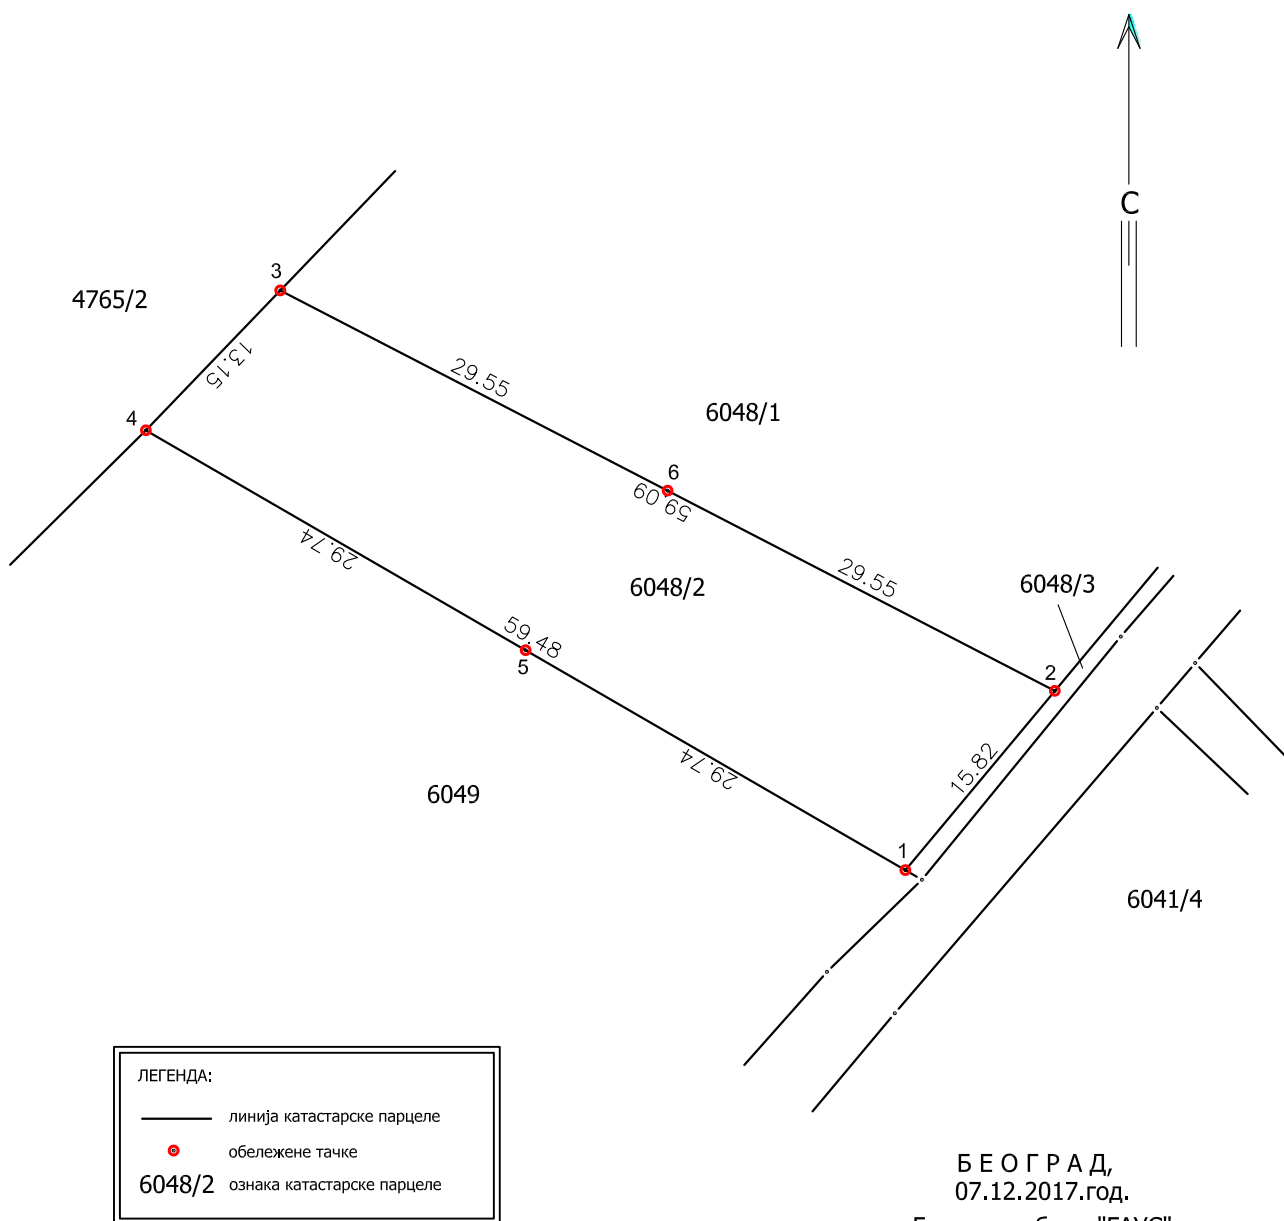 С
3
4765/2
13.15
4
29.55
6048/1
6
59.09
29.74
29.55
6048/3
6048/2
59.48
5
2
29.74
15.82
6049
1
6041/4
ЛЕГЕНДА:
линија катастарске парцеле
обележене тачке
6048/2 ознака катастарске парцеле
Б Е О Г Р А Д,
07.12.2017.год.